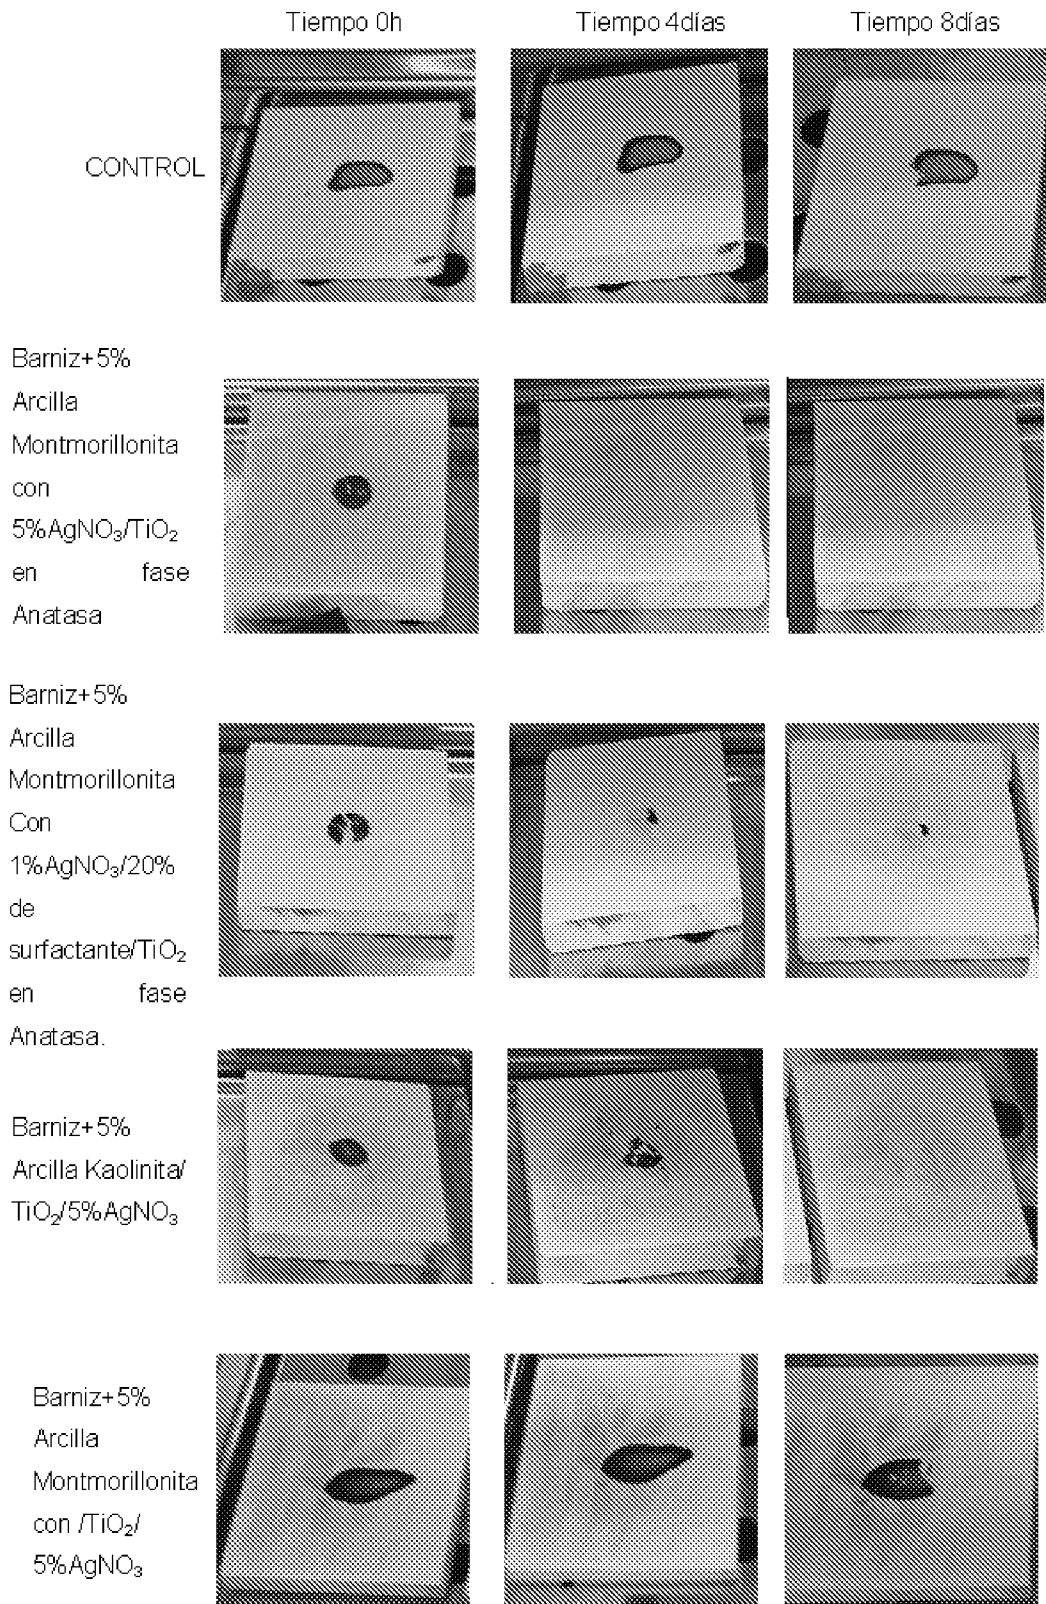 Tiempo 0h Tiempo 4días Tiempo 8días
CONTROL
Barniz+5%
Arcilla
Montmorillonita
con
5%AgNO₃/TiO₂
en fase
Anatasa
Barniz+5%
Arcilla
Montmorillonita
Con
1%AgNO₃/20%
de
surfactante/TiO₂
en fase
Anatasa.
Barniz+5%
Arcilla Kaolinita/
TiO₂/5%AgNO₃
Barniz+5%
Arcilla
Montmorillonita
con /TiO₂/
5%AgNO₃